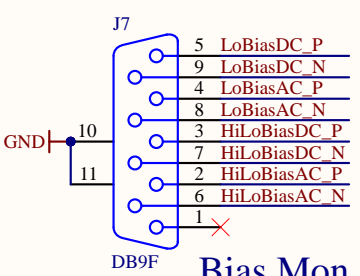 J7
5 LoBiasDC_P
9 LoBiasDC_N
4 LoBiasAC_P
8 LoBiasAC_N
GND 10 3 HiLoBiasDC_P
7 HiLoBiasDC_N
11 2 HiLoBiasAC_P
6 HiLoBiasAC_N
1
DB9F
Bias Mon